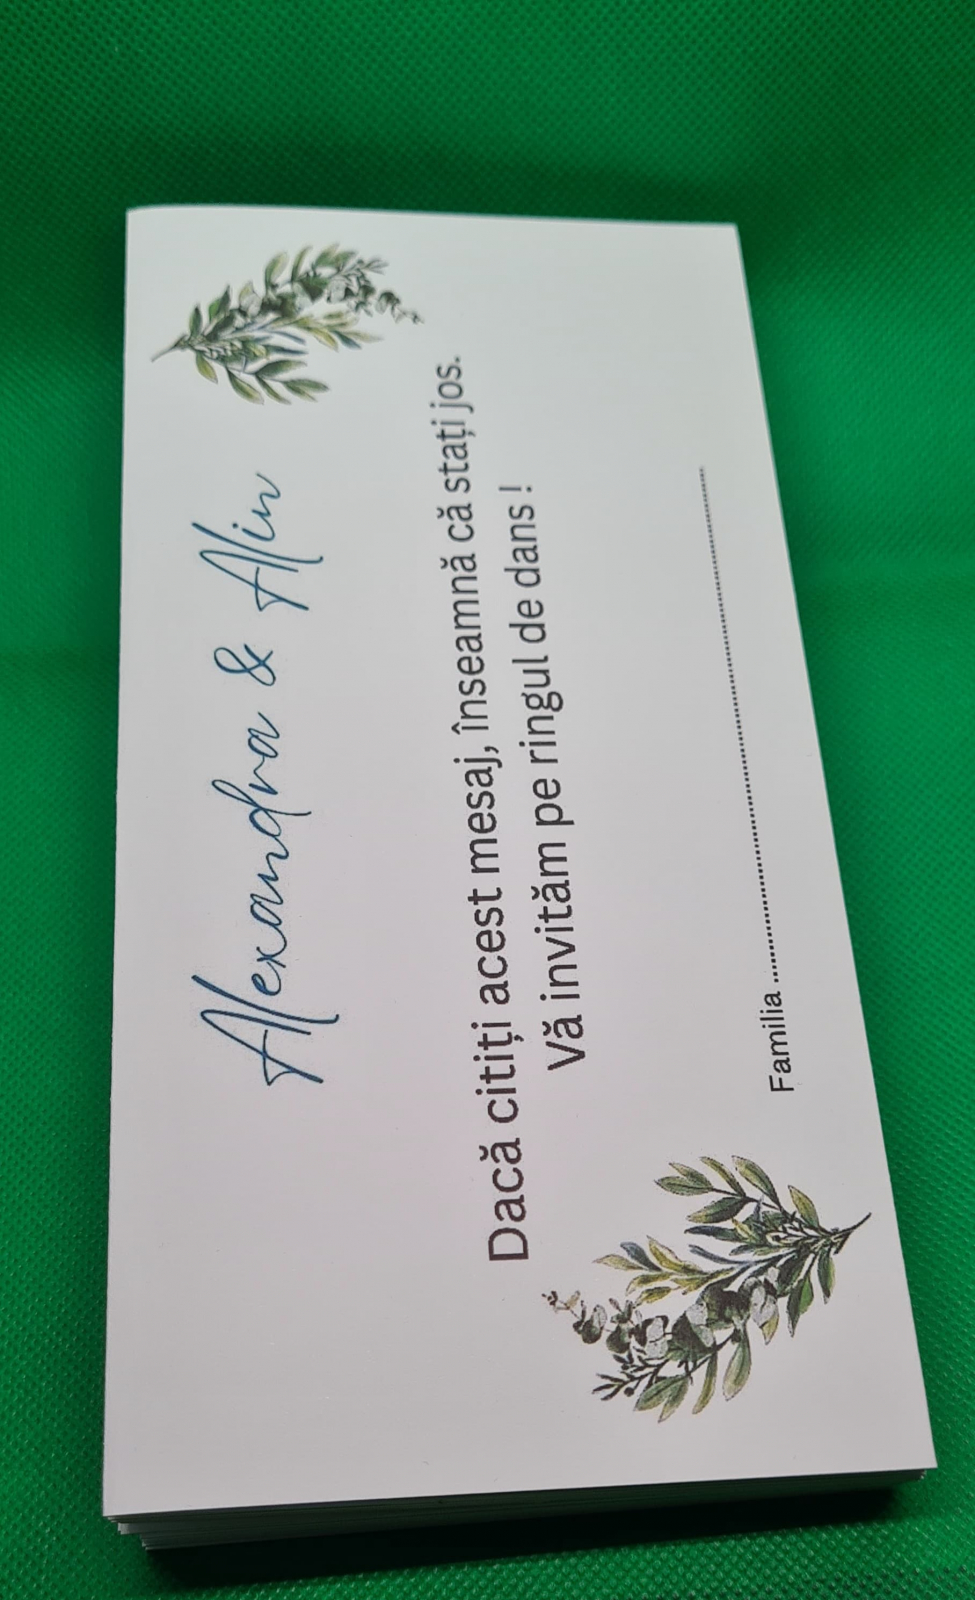 Alexandra & Alin
Dacă citiți acest mesaj, înseamnă că stați jos.
Vă invităm pe ringul de dans !
Familia ..............................................................................